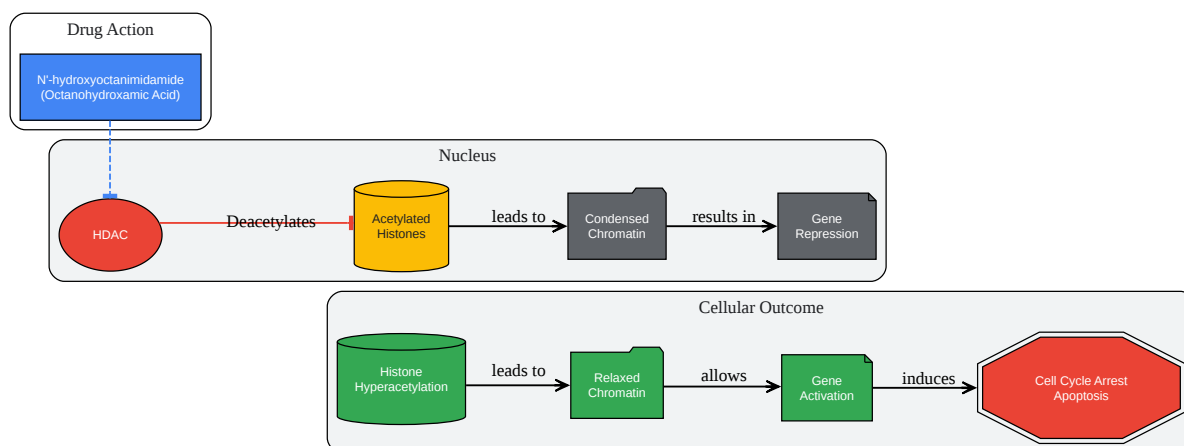 Drug Action
N'-hydroxyoctanimidamide
(Octanohydroxamic Acid)
Nucleus
HDAC
Deacetylates
Acetylated
Histones
leads to
Condensed
Chromatin
results in
Gene
Repression
Cellular Outcome
Histone
Hyperacetylation
leads to
Relaxed
Chromatin
allows
Gene
Activation
induces
Cell Cycle Arrest
Apoptosis